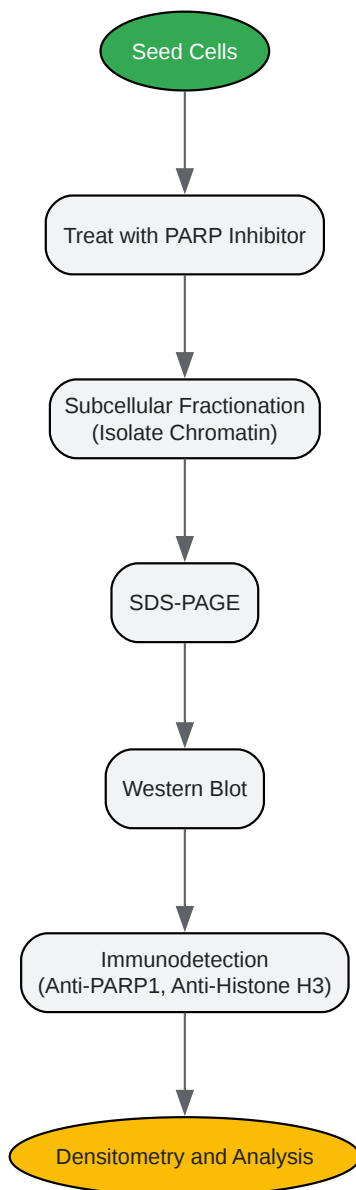 Seed Cells
Treat with PARP Inhibitor
Subcellular Fractionation
(Isolate Chromatin)
SDS-PAGE
Western Blot
Immunodetection
(Anti-PARP1, Anti-Histone H3)
Densitometry and Analysis